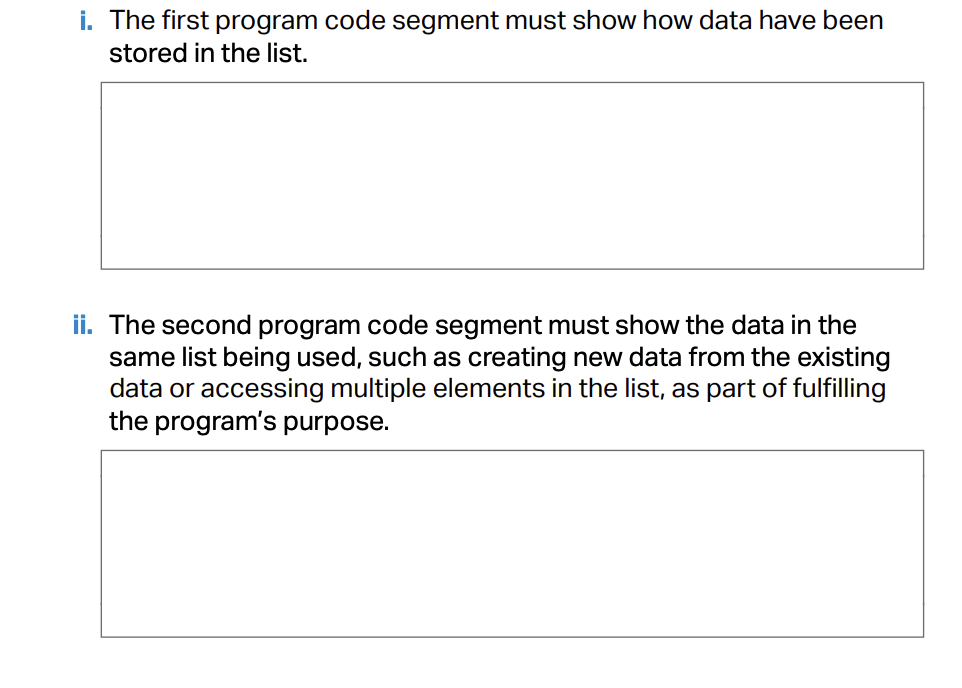 i. The first program code segment must show how data have been
stored in the list.
ii. The second program code segment must show the data in the
same list being used, such as creating new data from the existing
data or accessing multiple elements in the list, as part of fulfilling
the program’s purpose.